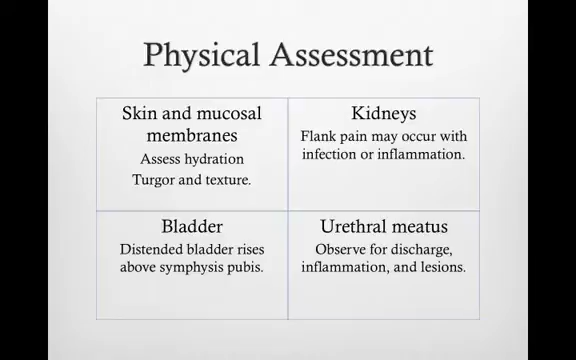 Physical Assessment
Skin and mucosal
membranes
Assess hydration
Turgor and texture.
Kidneys
Flank pain may occur with
infection or inflammation.
Bladder
Distended bladder rises
above symphysis pubis.
Urethral meatus
Observe for discharge,
inflammation, and lesions.